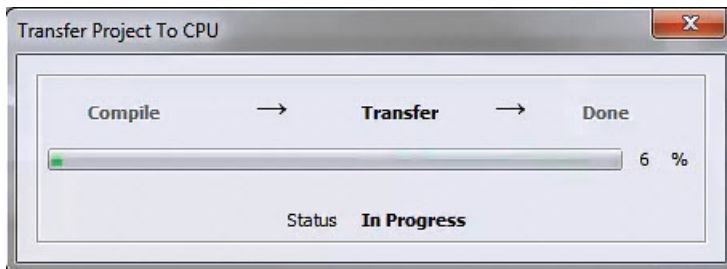 Transfer Project To CPU
Compile → Transfer → Done
6 %
Status In Progress